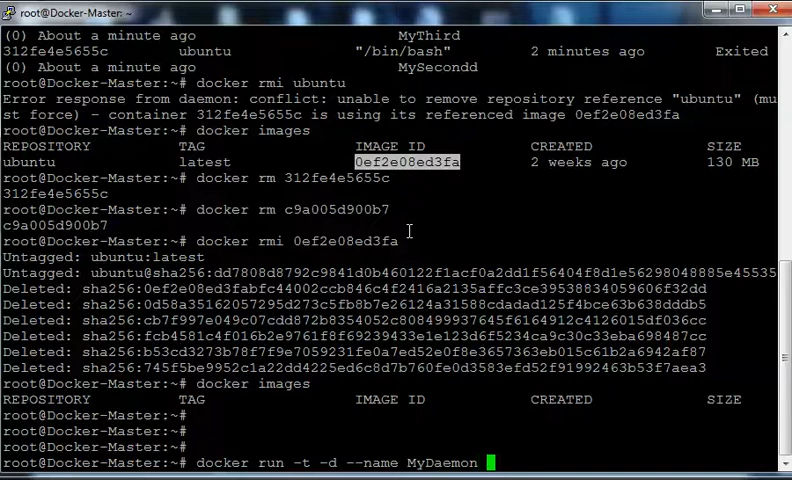 root@Docker-Master: ~
(0) About a minute ago                       MyThird
312fe4e5655c        ubuntu              "/bin/bash"         2 minutes ago       Exited
(0) About a minute ago                       MySecondd
root@Docker-Master:~# docker rmi ubuntu
Error response from daemon: conflict: unable to remove repository reference "ubuntu" (mu
st force) - container 312fe4e5655c is using its referenced image 0ef2e08ed3fa
root@Docker-Master:~# docker images
REPOSITORY          TAG                 IMAGE ID            CREATED             SIZE
ubuntu              latest              0ef2e08ed3fa        2 weeks ago         130 MB
root@Docker-Master:~# docker rm 312fe4e5655c
312fe4e5655c
root@Docker-Master:~# docker rm c9a005d900b7
c9a005d900b7
root@Docker-Master:~# docker rmi 0ef2e08ed3fa
Untagged: ubuntu:latest
Untagged: ubuntu@sha256:dd7808d8792c9841d0b460122f1acf0a2dd1f56404f8d1e56298048885e45535
Deleted: sha256:0ef2e08ed3fabfc44002ccb846c4f2416a2135affc3ce39538834059606f32dd
Deleted: sha256:0d58a35162057295d273c5fb8b7e26124a31588cdadad125f4bce63b638dddb5
Deleted: sha256:cb7f997e049c07cdd872b8354052c808499937645f6164912c4126015df036cc
Deleted: sha256:fcb4581c4f016b2e9761f8f69239433e1e123d6f5234ca9c30c33eba698487cc
Deleted: sha256:b53cd3273b78f7f9e7059231fe0a7ed52e0f8e3657363eb015c61b2a6942af87
Deleted: sha256:745f5be9952c1a22dd4225ed6c8d7b760fe0d3583efd52f91992463b53f7aea3
root@Docker-Master:~# docker images
REPOSITORY          TAG                 IMAGE ID            CREATED             SIZE
root@Docker-Master:~#
root@Docker-Master:~#
root@Docker-Master:~#
root@Docker-Master:~# docker run -t -d --name MyDaemon